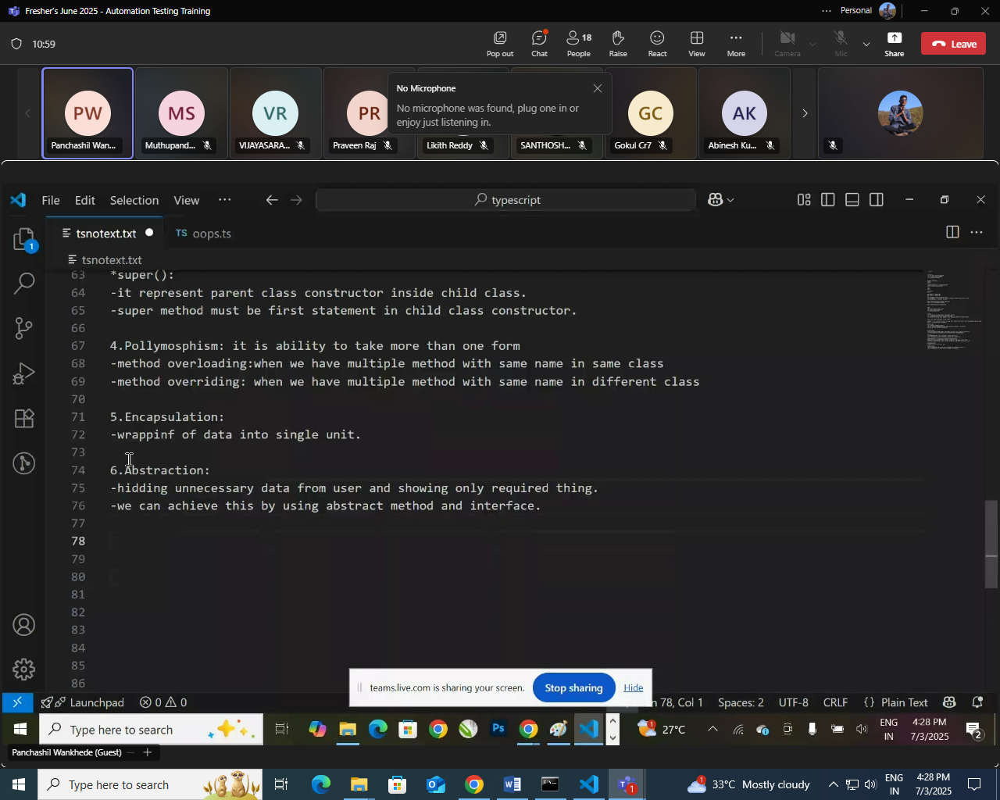 Fresher's June 2025 - Automation Testing Training
Personal
10:59
Pop out
Chat
People
18
Raise
React
View
More
Camera
Mic
Share
Leave
PW
Panchashil Wan...
MS
Muthupand...
VR
VIJAYASARA...
PR
Praveen Raj
Likith Reddy
SANTHOSH...
GC
Gokul Cr7
AK
Abinesh Ku...
No Microphone
No microphone was found, plug one in or
enjoy just listening in.
File Edit Selection View
typescript
tsnotext.txt
TS oops.ts
tsnotext.txt
1
63 *super():
64 -it represent parent class constructor inside child class.
65 -super method must be first statement in child class constructor.
66
67 4.Pollymosphism: it is ability to take more than one form
68 -method overloading:when we have multiple method with same name in same class
69 -method overriding: when we have multiple method with same name in different class
70
71 5.Encapsulation:
72 -wrappinf of data into single unit.
73
74 6.Abstraction:
75 -hidding unnecessary data from user and showing only required thing.
76 -we can achieve this by using abstract method and interface.
77
78
79
80
81
82
83
84
85
86
teams.live.com is sharing your screen.
Stop sharing
Hide
Launchpad
0 0
78, Col 1
Spaces: 2
UTF-8
CRLF
{} Plain Text
Type here to search
Ps
1
27°C
ENG
IN
4:28 PM
7/3/2025
2
Panchashil Wankhede (Guest)
Type here to search
1
1
33°C Mostly cloudy
ENG
IN
4:28 PM
7/3/2025